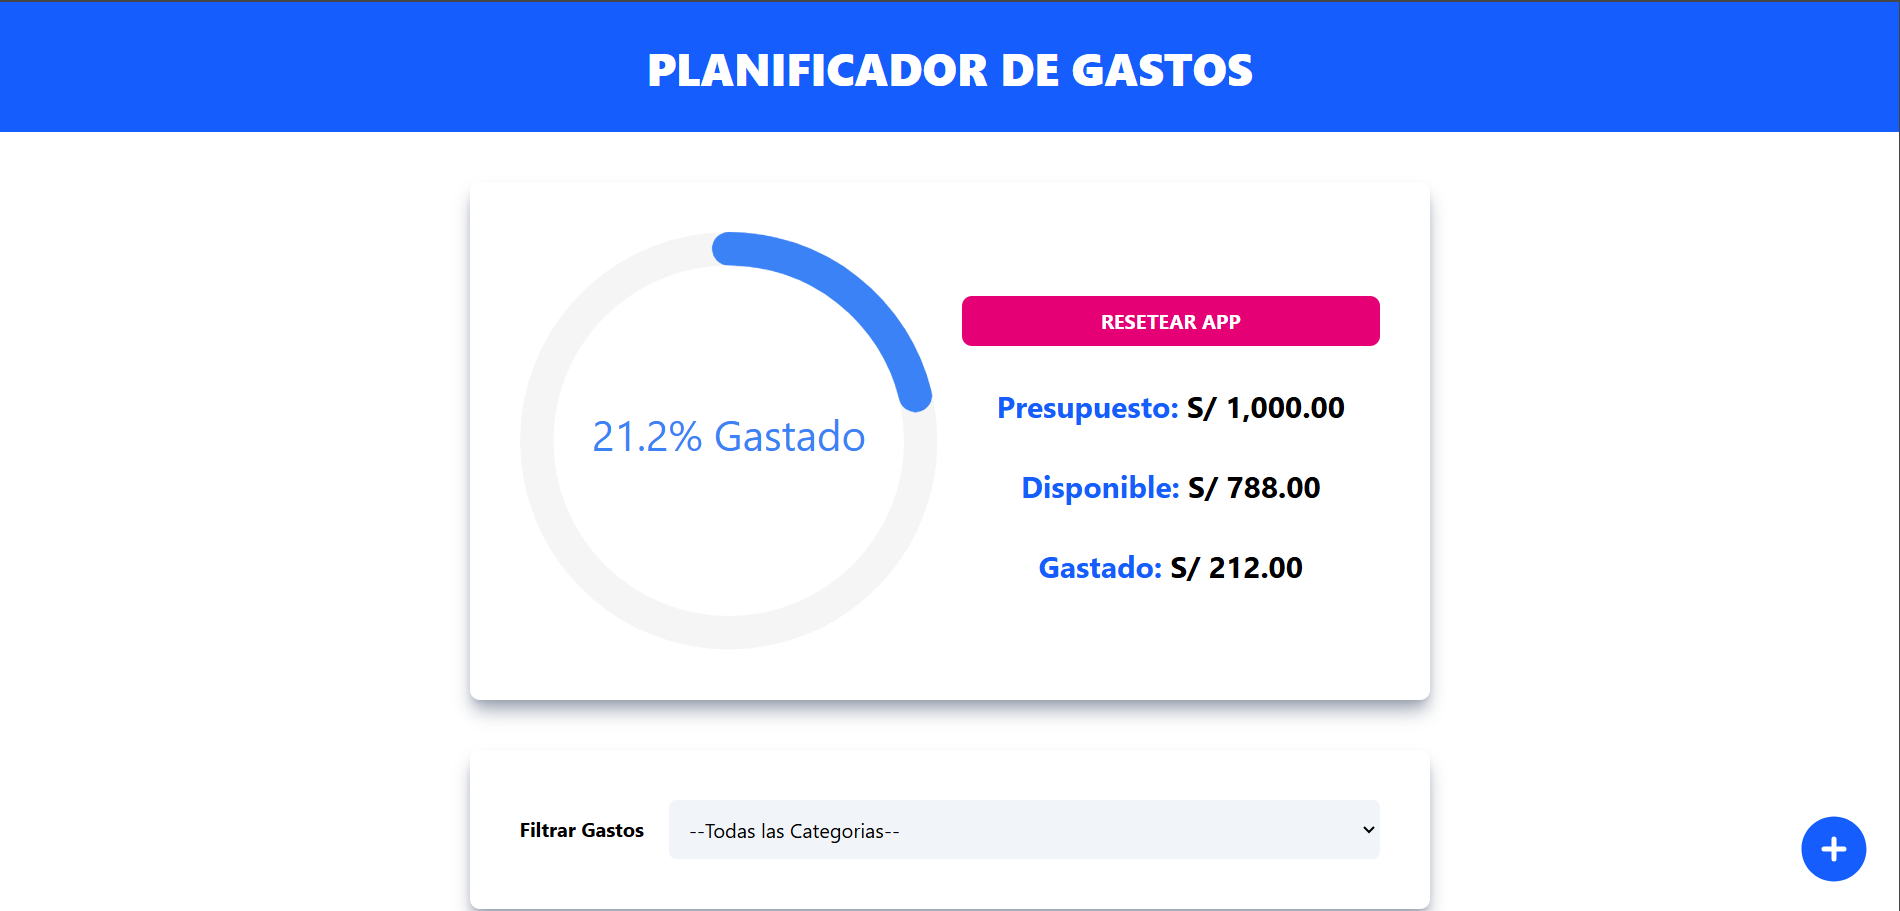 PLANIFICADOR DE GASTOS
21.2% Gastado
RESETEAR APP
Presupuesto: S/ 1,000.00
Disponible: S/ 788.00
Gastado: S/ 212.00
Filtrar Gastos
--Todas las Categorias--